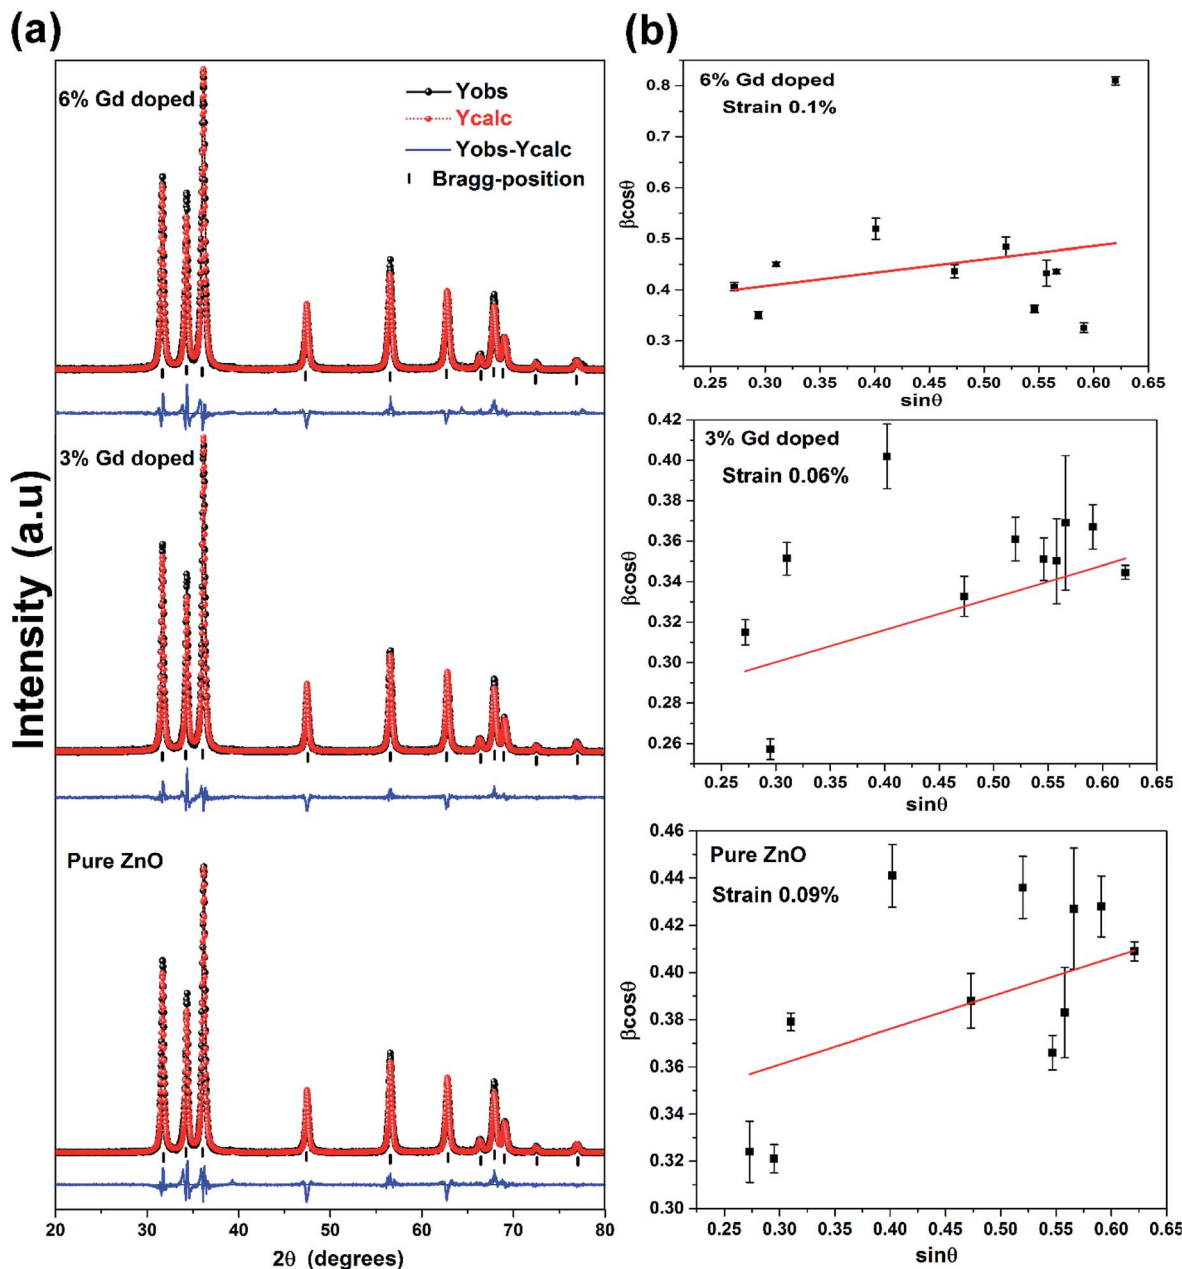 (a)
6% Gd doped
Yobs
Ycalc
Yobs-Ycalc
Bragg-position
3% Gd doped
Pure ZnO
Intensity (a.u)
20 30 40 50 60 70 80
2θ (degrees)
(b)
6% Gd doped
Strain 0.1%
0.8
0.7
0.6
0.5
0.4
0.3
βcosθ
0.25 0.30 0.35 0.40 0.45 0.50 0.55 0.60 0.65
sinθ
3% Gd doped
Strain 0.06%
0.42
0.40
0.38
0.36
0.34
0.32
0.30
0.28
0.26
βcosθ
0.25 0.30 0.35 0.40 0.45 0.50 0.55 0.60 0.65
sinθ
Pure ZnO
Strain 0.09%
0.46
0.44
0.42
0.40
0.38
0.36
0.34
0.32
0.30
βcosθ
0.25 0.30 0.35 0.40 0.45 0.50 0.55 0.60 0.65
sinθ